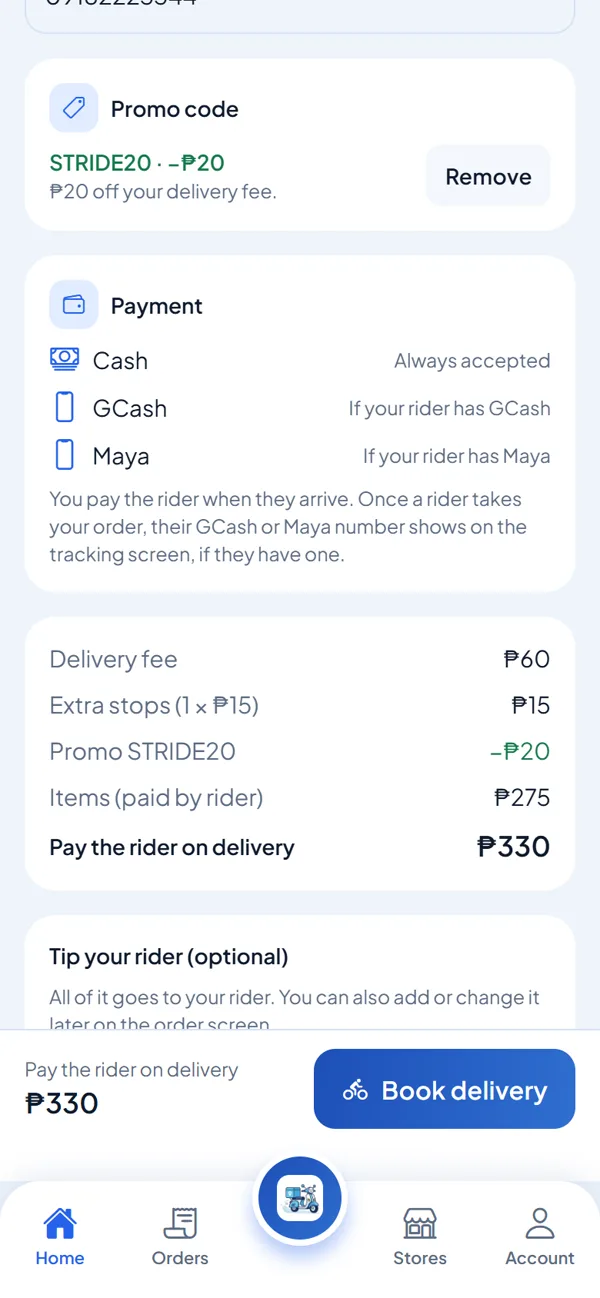 Promo code
STRIDE20 · −₱20
₱20 off your delivery fee.
Remove
Payment
Cash
Always accepted
GCash
If your rider has GCash
Maya
If your rider has Maya
You pay the rider when they arrive. Once a rider takes
your order, their GCash or Maya number shows on the
tracking screen, if they have one.
Delivery fee
₱60
Extra stops (1 × ₱15)
₱15
Promo STRIDE20
−₱20
Items (paid by rider)
₱275
Pay the rider on delivery
₱330
Tip your rider (optional)
All of it goes to your rider. You can also add or change it
later on the order screen
Pay the rider on delivery
₱330
Book delivery
Home
Orders
Stores
Account